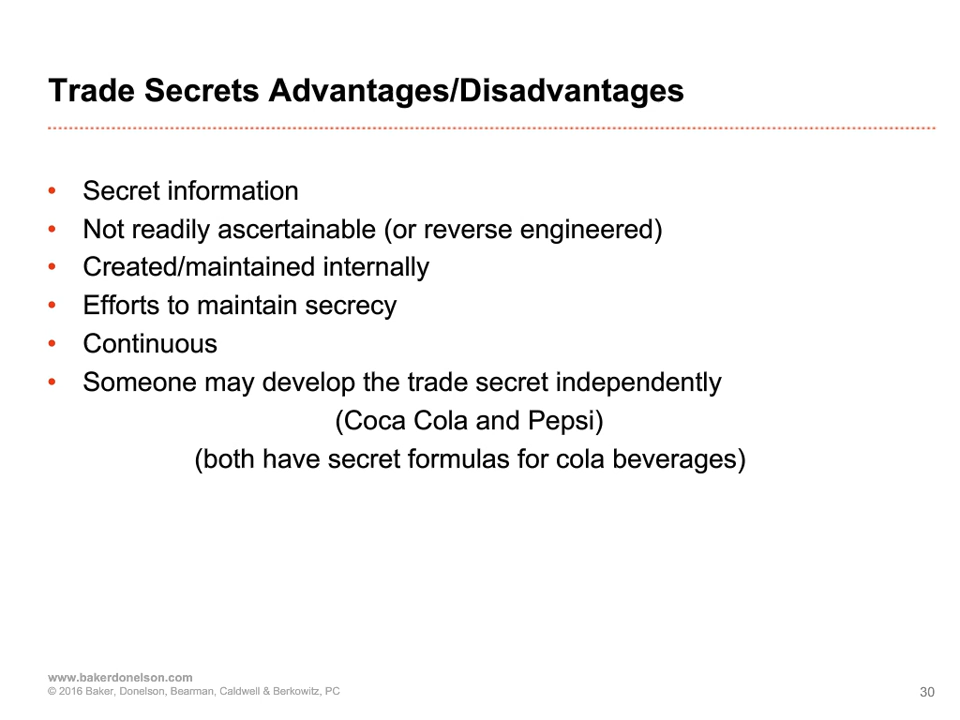 Trade Secrets Advantages/Disadvantages
• Secret information
• Not readily ascertainable (or reverse engineered)
• Created/maintained internally
• Efforts to maintain secrecy
• Continuous
• Someone may develop the trade secret independently
(Coca Cola and Pepsi)
(both have secret formulas for cola beverages)
www.bakerdonelson.com
© 2016 Baker, Donelson, Bearman, Caldwell & Berkowitz, PC
30